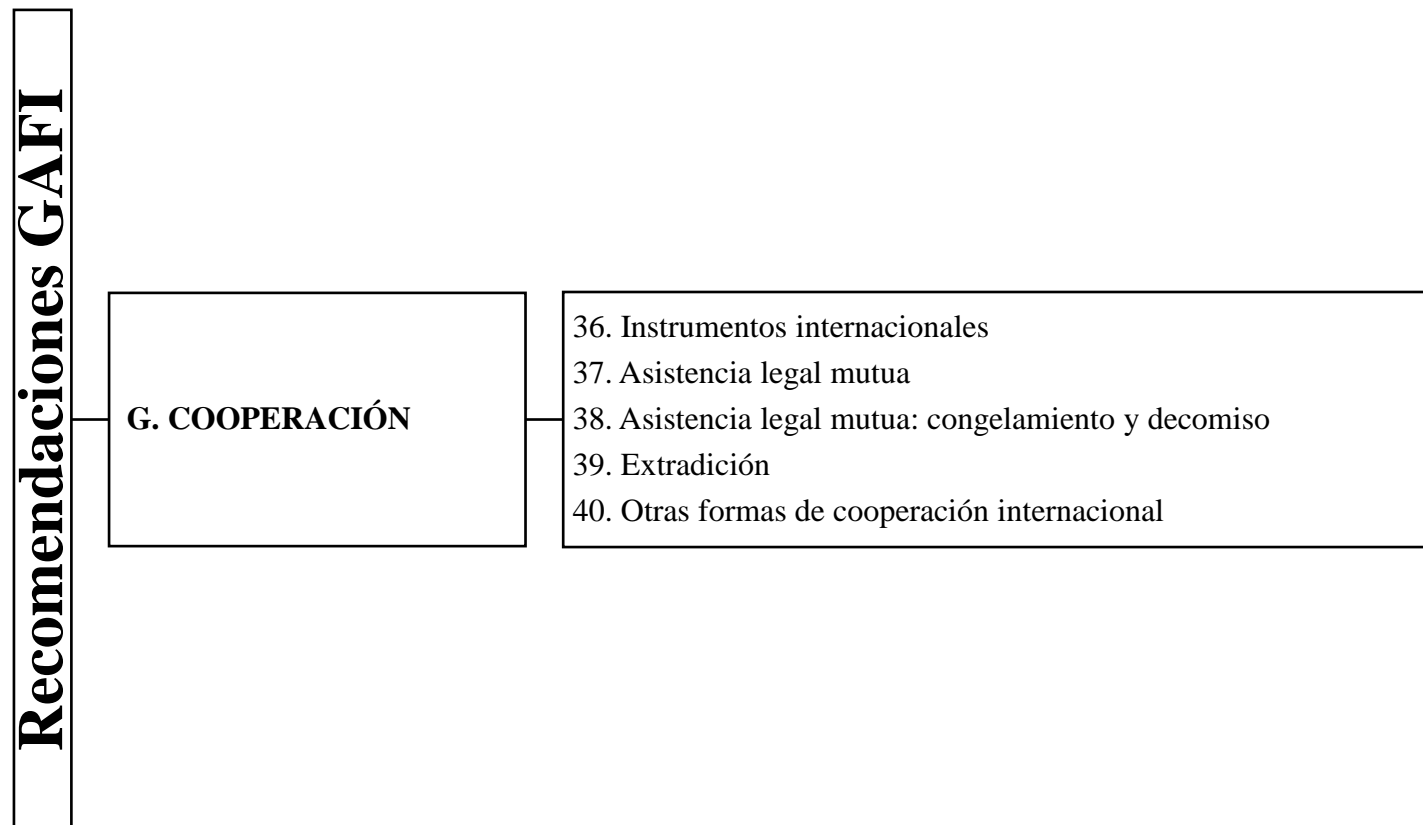 Recomendaciones GAFI
G. COOPERACIÓN
36. Instrumentos internacionales
37. Asistencia legal mutua
38. Asistencia legal mutua: congelamiento y decomiso
39. Extradición
40. Otras formas de cooperación internacional